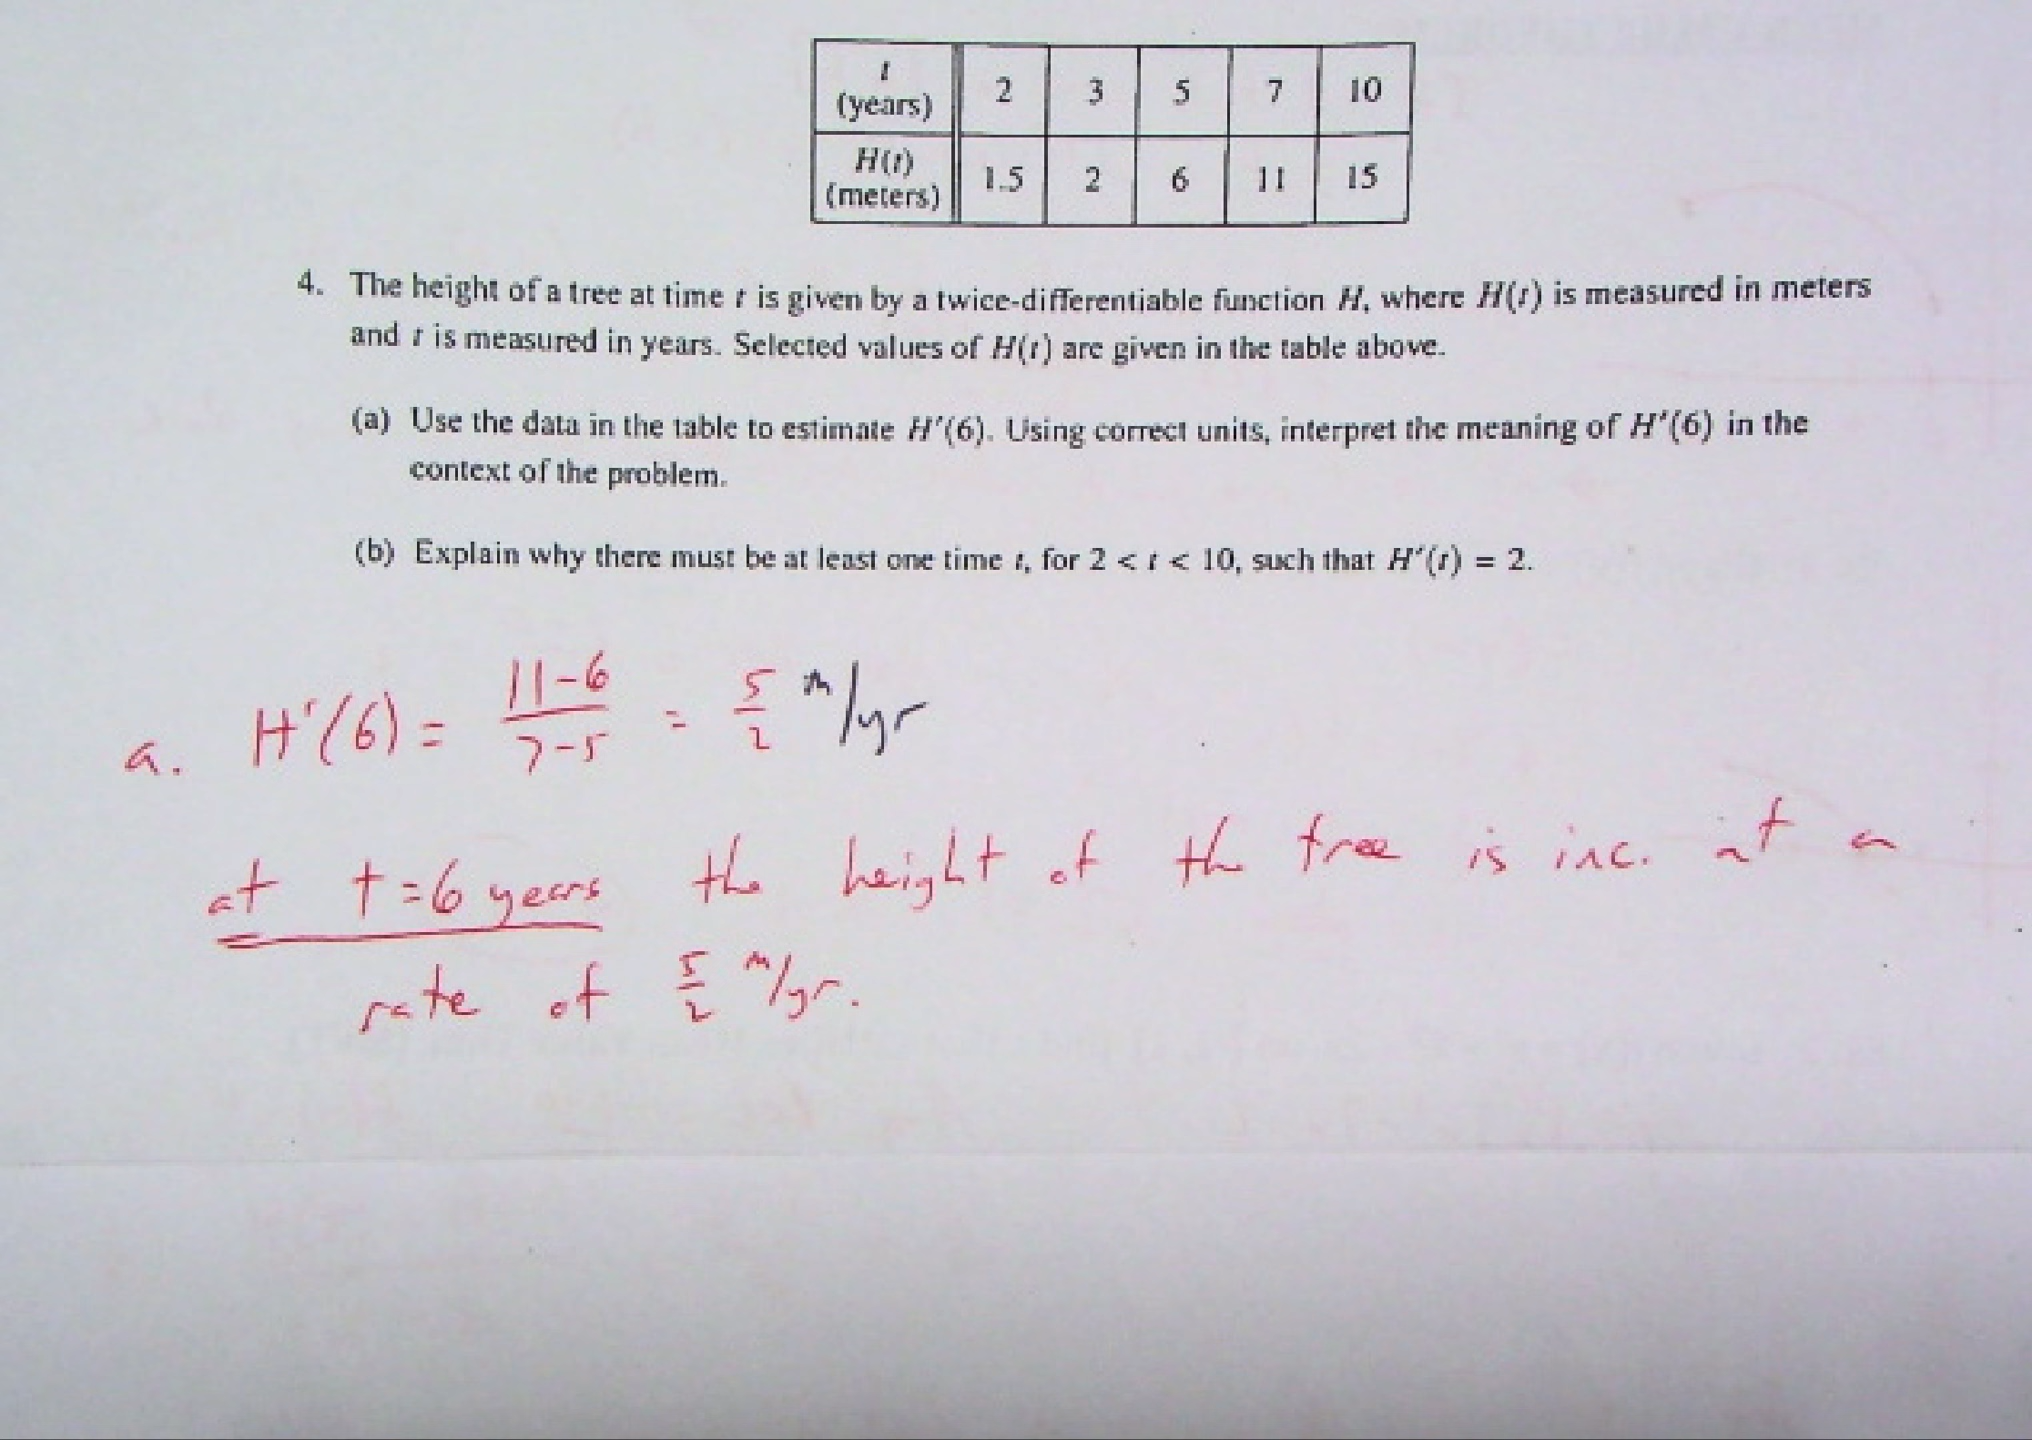 t (years) 2 3 5 7 10
H(t) (meters) 1.5 2 6 11 15
4. The height of a tree at time t is given by a twice-differentiable function H, where H(t) is measured in meters
and t is measured in years. Selected values of H(t) are given in the table above.
(a) Use the data in the table to estimate H′(6). Using correct units, interpret the meaning of H′(6) in the
context of the problem.
(b) Explain why there must be at least one time t, for 2 < t < 10, such that H′(t) = 2.
a. H'(6) = 11-6/7-5 = 5/2 m/yr
at t=6 years the height of the tree is inc. at a
rate of 5/2 m/yr.